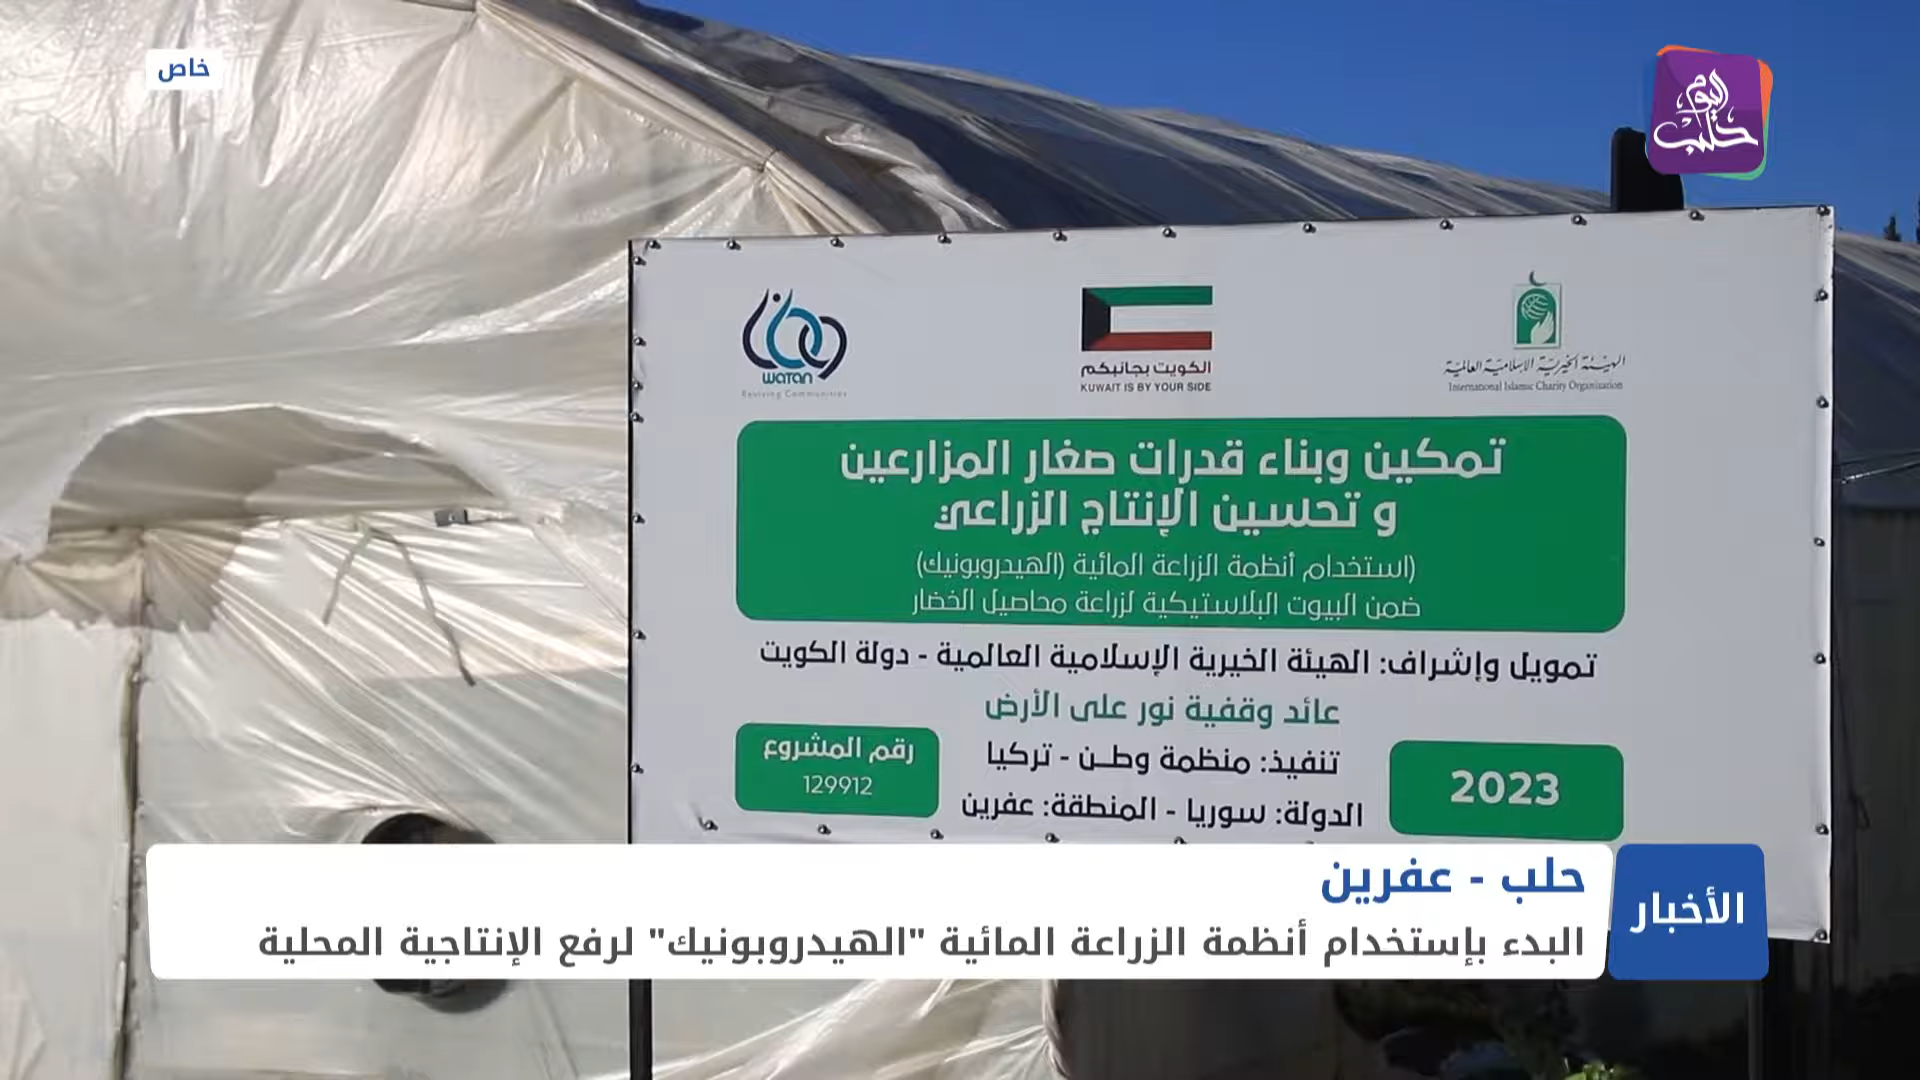 خاص
حلب اليوم
watan
Reviving Communities
الكويت بجانبكم
KUWAIT IS BY YOUR SIDE
الهيئة الخيرية الإسلامية العالمية
International Islamic Charity Organisation
تمكين وبناء قدرات صغار المزارعين
و تحسين الإنتاج الزراعي
(استخدام أنظمة الزراعة المائية (الهيدروبونيك)
ضمن البيوت البلاستيكية لزراعة محاصيل الخضار
تمويل وإشراف: الهيئة الخيرية الإسلامية العالمية - دولة الكويت
عائد وقفية نور على الأرض
تنفيذ: منظمة وطـن - تركيا
الدولة: سوريا - المنطقة: عفرين
2023
رقم المشروع
129912
الأخبار
حلب - عفرين
البدء بإستخدام أنظمة الزراعة المائية "الهيدروبونيك" لرفع الإنتاجية المحلية